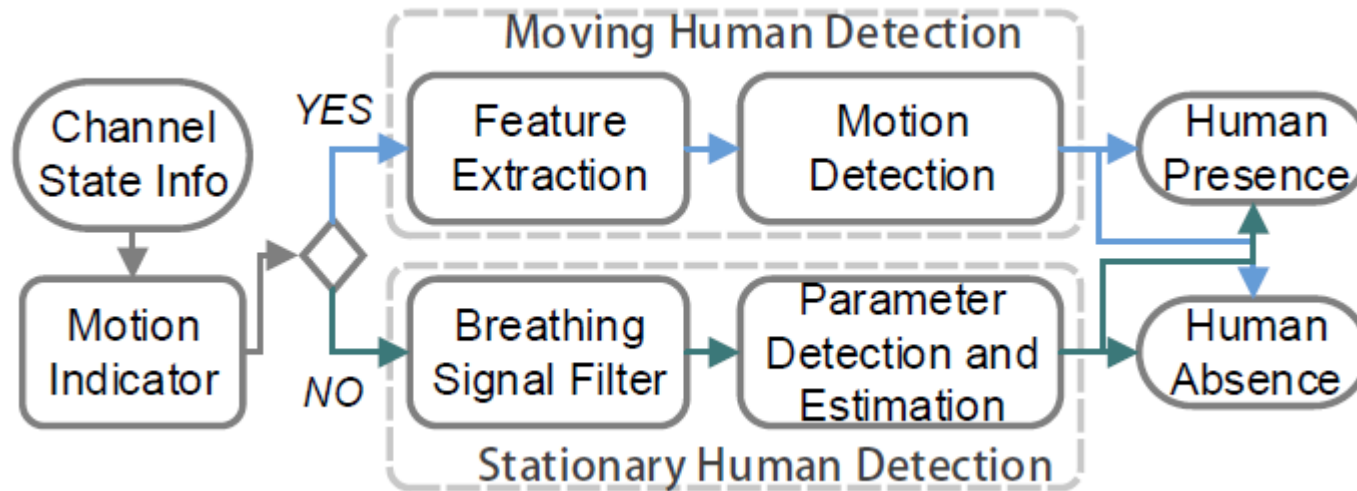 Moving Human Detection
Channel
State Info
YES
Feature
Extraction
Motion
Detection
Human
Presence
Motion
Indicator
NO
Breathing
Signal Filter
Parameter
Detection and
Estimation
Human
Absence
Stationary Human Detection